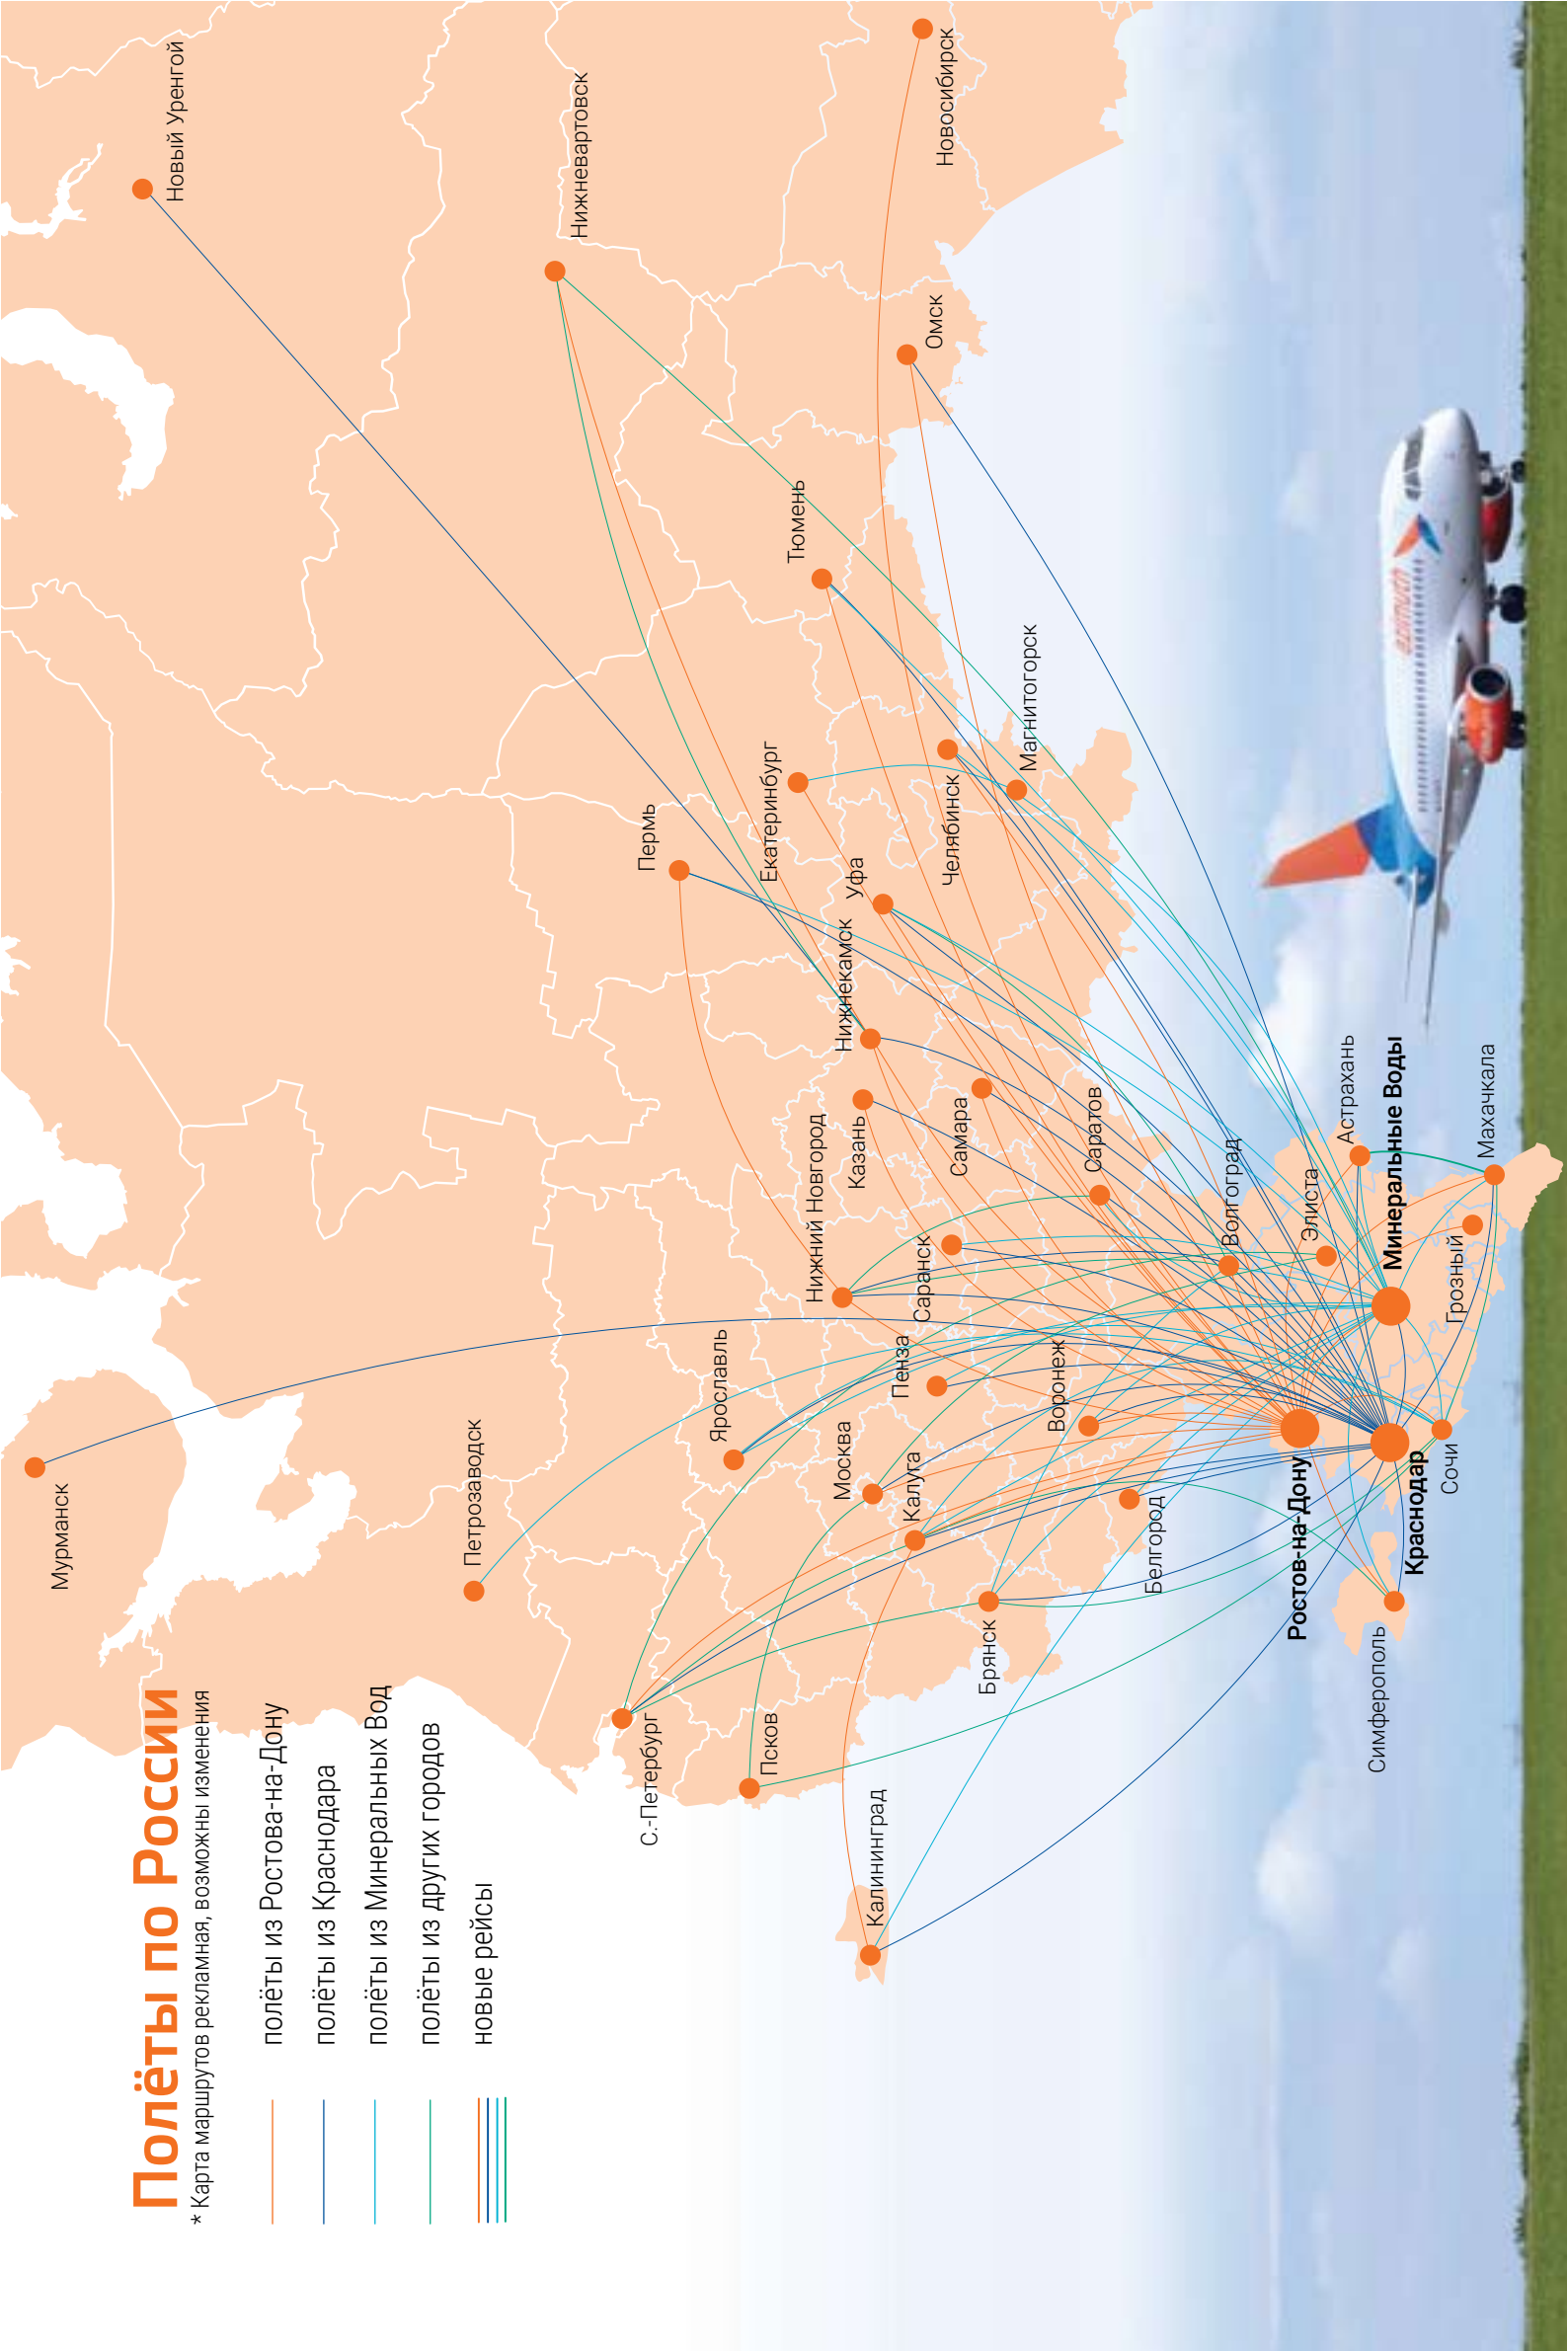 Полёты по России
* Карта маршрутов рекламная, возможны изменения
полёты из Ростова-на-Дону
полёты из Краснодара
полёты из Минеральных Вод
полёты из других городов
новые рейсы
Мурманск
Новый Уренгой
Петрозаводск
Нижневартовск
С.-Петербург
Пермь
Ярославль
Псков
Екатеринбург
Тюмень
Нижний Новгород
Москва
Нижнекамск
Уфа
Казань
Калининград
Калуга
Пенза
Саранск
Омск
Новосибирск
Челябинск
Самара
Брянск
Магнитогорск
Воронеж
Саратов
Белгород
Волгоград
Ростов-на-Дону
Элиста
Астрахань
Симферополь
Минеральные Воды
Краснодар
Сочи
Грозный
Махачкала
azimuth